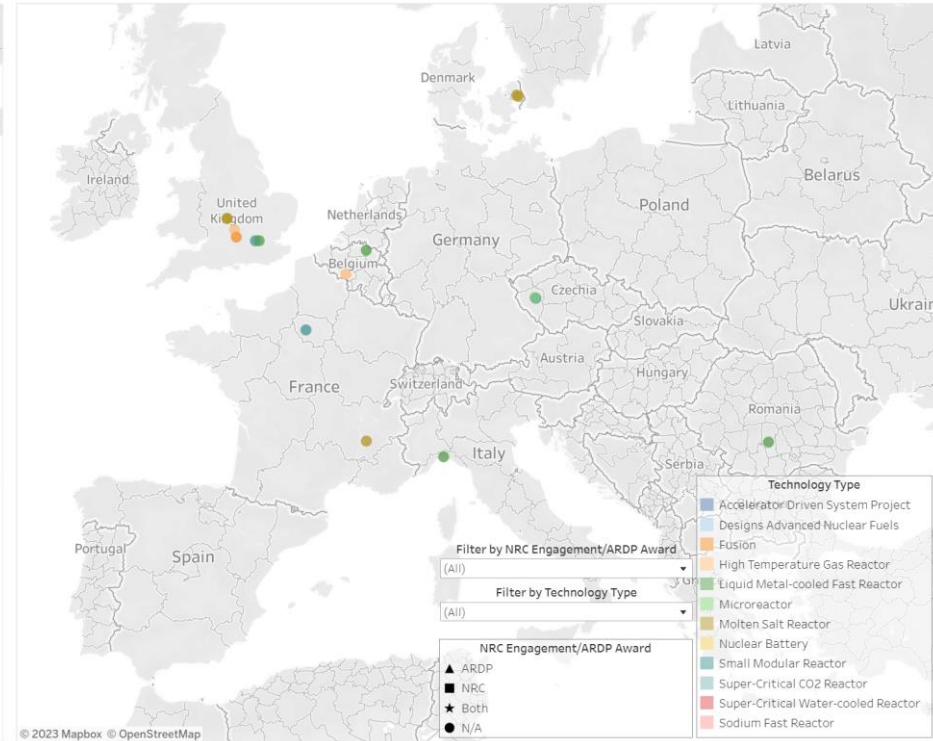 Latvia
Denmark
Lithuania
Ireland
United
Kingdom
Belarus
Netherlands
Poland
Germany
Belgium
Czechia
Ukrain
Slovakia
Austria
Hungary
France
Switzerland
Romania
Italy
Serbia
Portugal
Spain
Filter by NRC Engagement/ARDP Award
(All)
Filter by Technology Type
(All)
NRC Engagement/ARDP Award
ARDP
NRC
Both
N/A
Technology Type
Accelerator Driven System Project
Designs Advanced Nuclear Fuels
Fusion
High Temperature Gas Reactor
Liquid Metal-cooled Fast Reactor
Microreactor
Molten Salt Reactor
Nuclear Battery
Small Modular Reactor
Super-Critical CO2 Reactor
Super-Critical Water-cooled Reactor
Sodium Fast Reactor
© 2023 Mapbox © OpenStreetMap